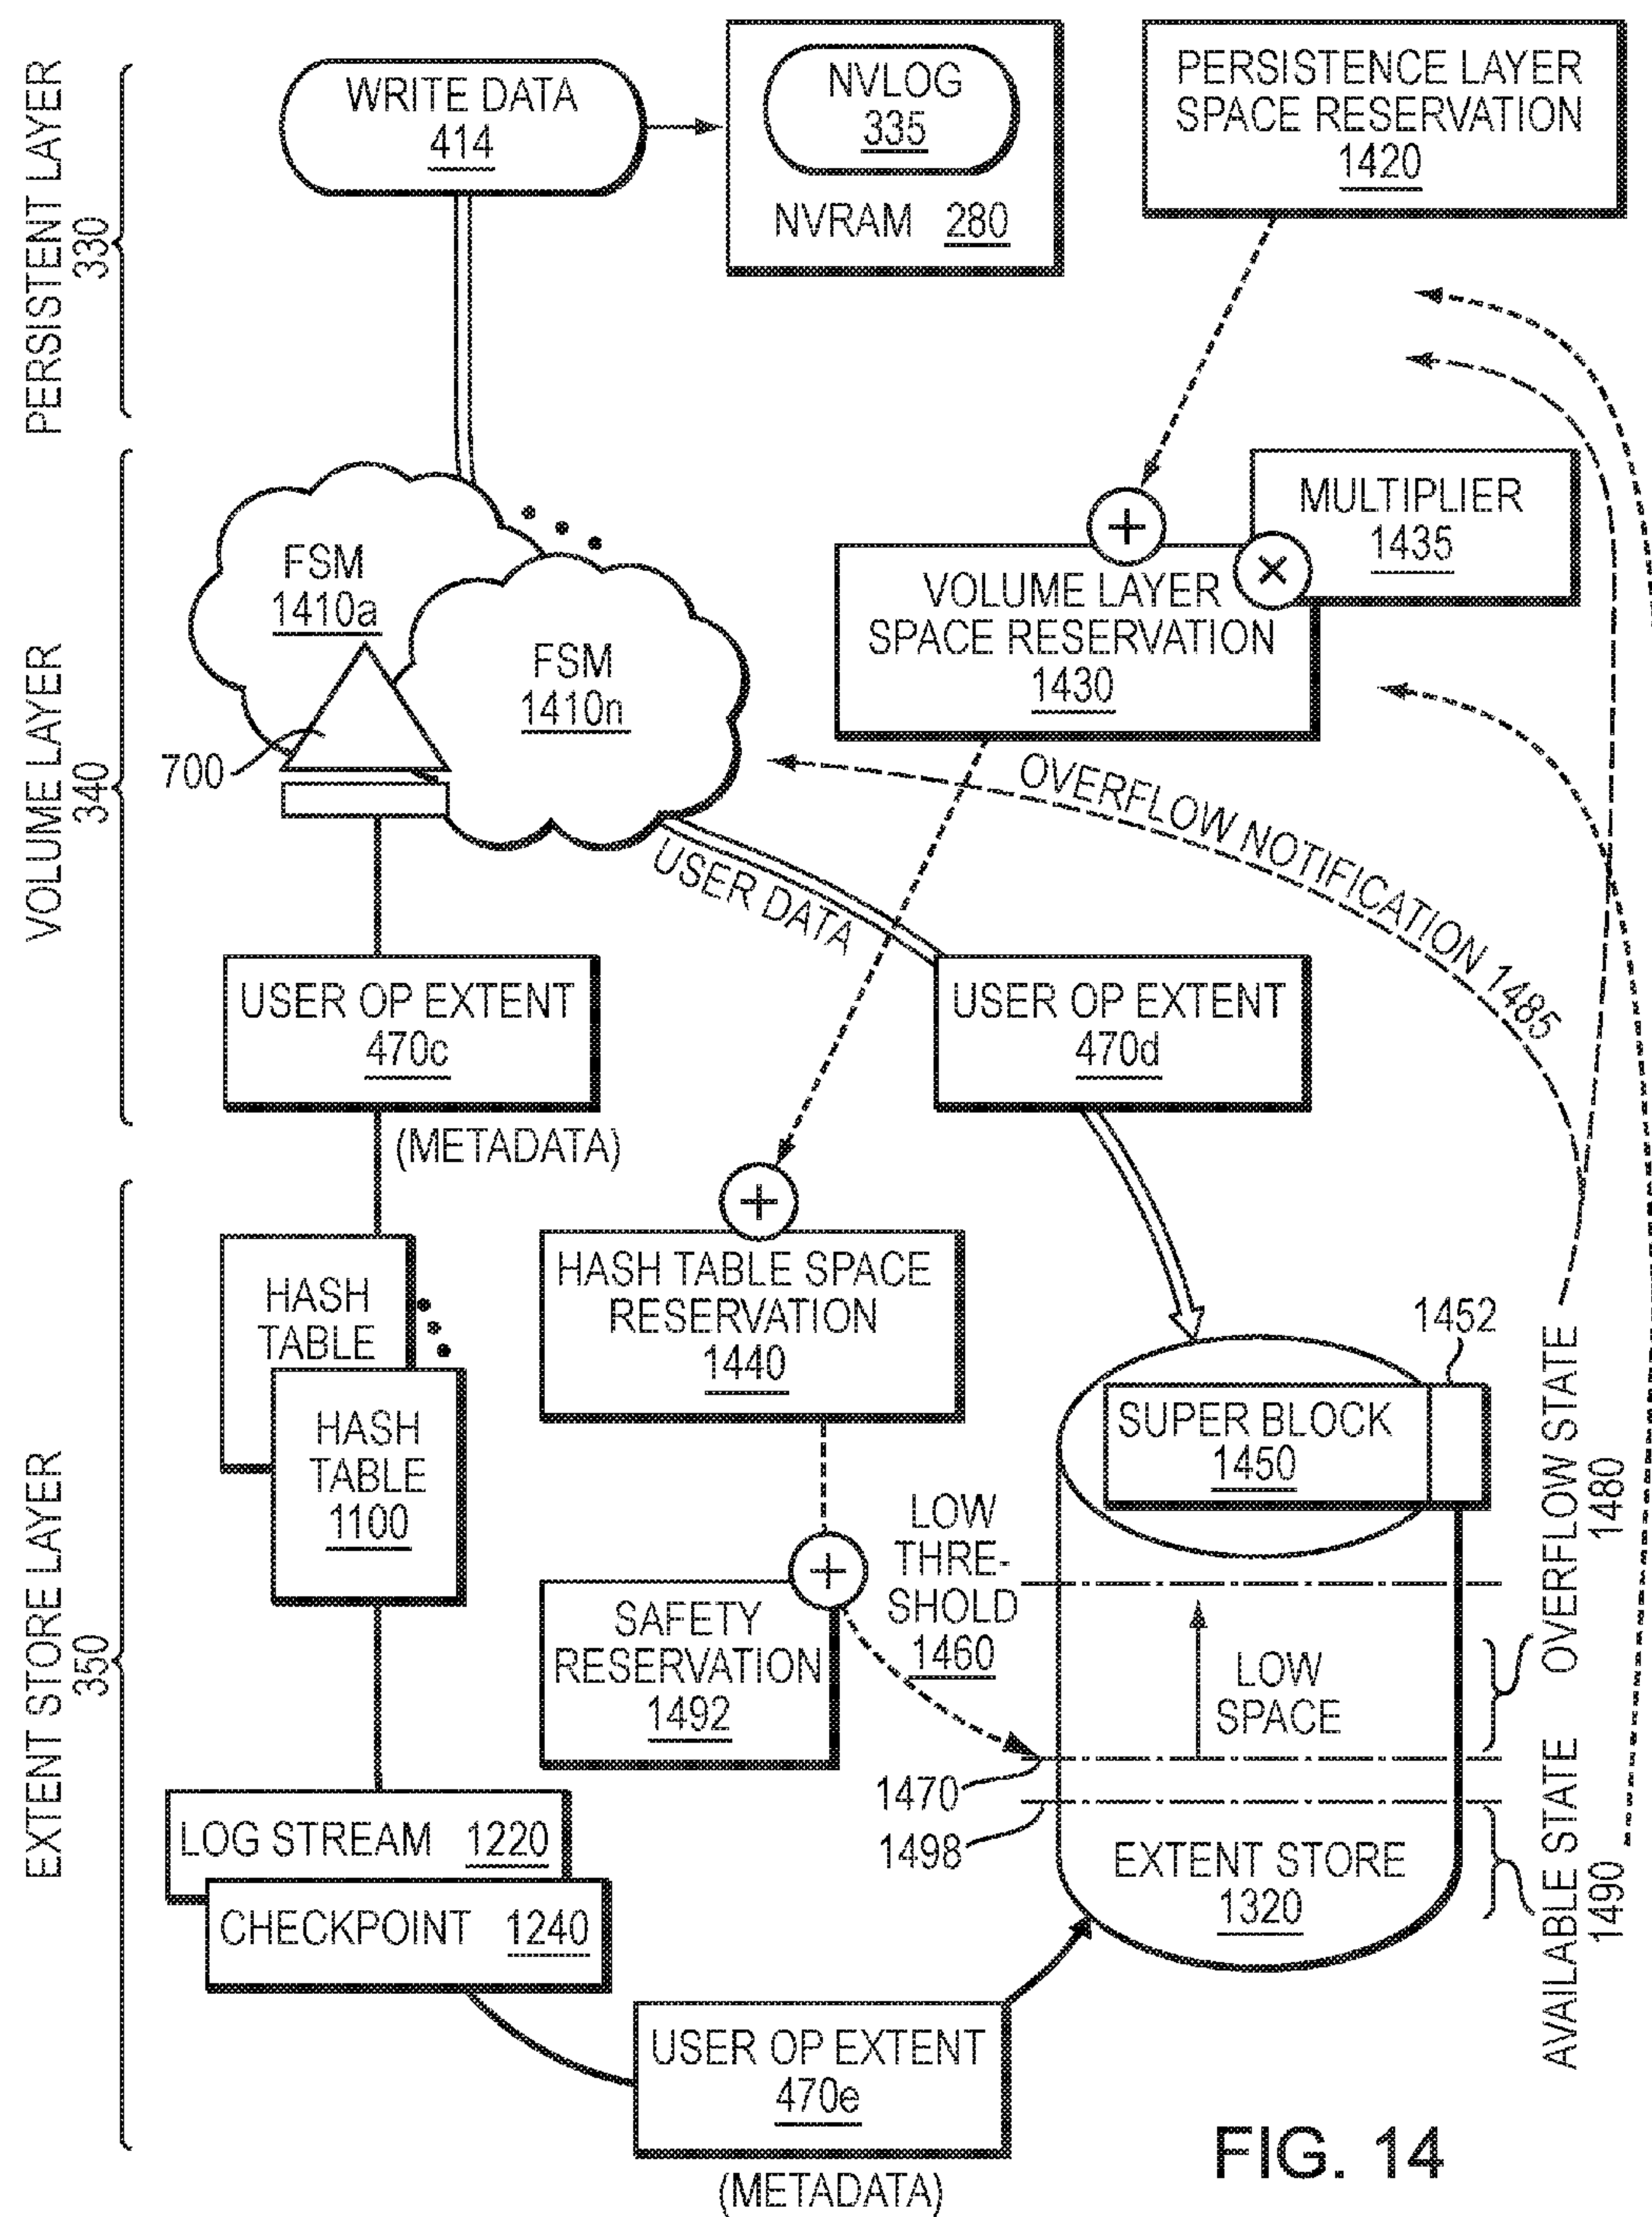 PERSISTENT LAYER
330
WRITE DATA
414
NVLOG
335
NVRAM 280
PERSISTENCE LAYER
SPACE RESERVATION
1420
VOLUME LAYER
340
FSM
1410a
FSM
1410n
700
MULTIPLIER
1435
VOLUME LAYER
SPACE RESERVATION
1430
+
×
OVERFLOW NOTIFICATION 1485
USER DATA
USER OP EXTENT
470c
(METADATA)
USER OP EXTENT
470d
EXTENT STORE LAYER
350
HASH
TABLE
HASH
TABLE
1100
+
HASH TABLE SPACE
RESERVATION
1440
+
SAFETY
RESERVATION
1492
LOW
THRE-
SHOLD
1460
1452
SUPER BLOCK
1450
LOW
SPACE
1470
1498
EXTENT STORE
1320
OVERFLOW STATE
1480
AVAILABLE STATE
1490
LOG STREAM 1220
CHECKPOINT 1240
USER OP EXTENT
470e
(METADATA)
FIG. 14